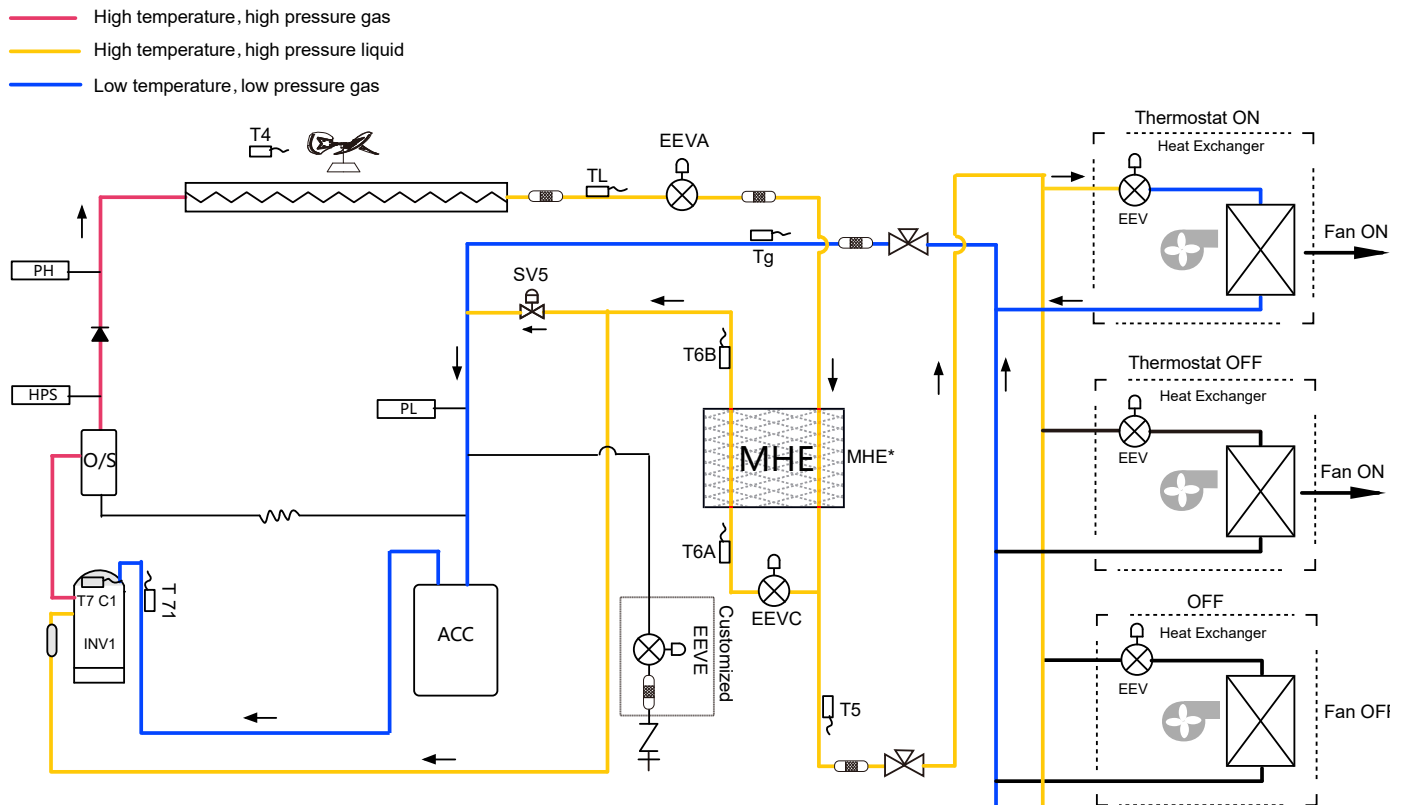 High temperature, high pressure gas
High temperature, high pressure liquid
Low temperature, low pressure gas
Thermostat ON
Heat Exchanger
T4
EEVA
TL
EEV
Fan ON
PH
Tg
SV5
T6B
Thermostat OFF
Heat Exchanger
HPS
PL
EEV
O/S
MHE
MHE*
Fan ON
T6A
T7 C1
T 71
INV1
ACC
EEVC
EEVE
Customized
OFF
Heat Exchanger
EEV
T5
Fan OFF